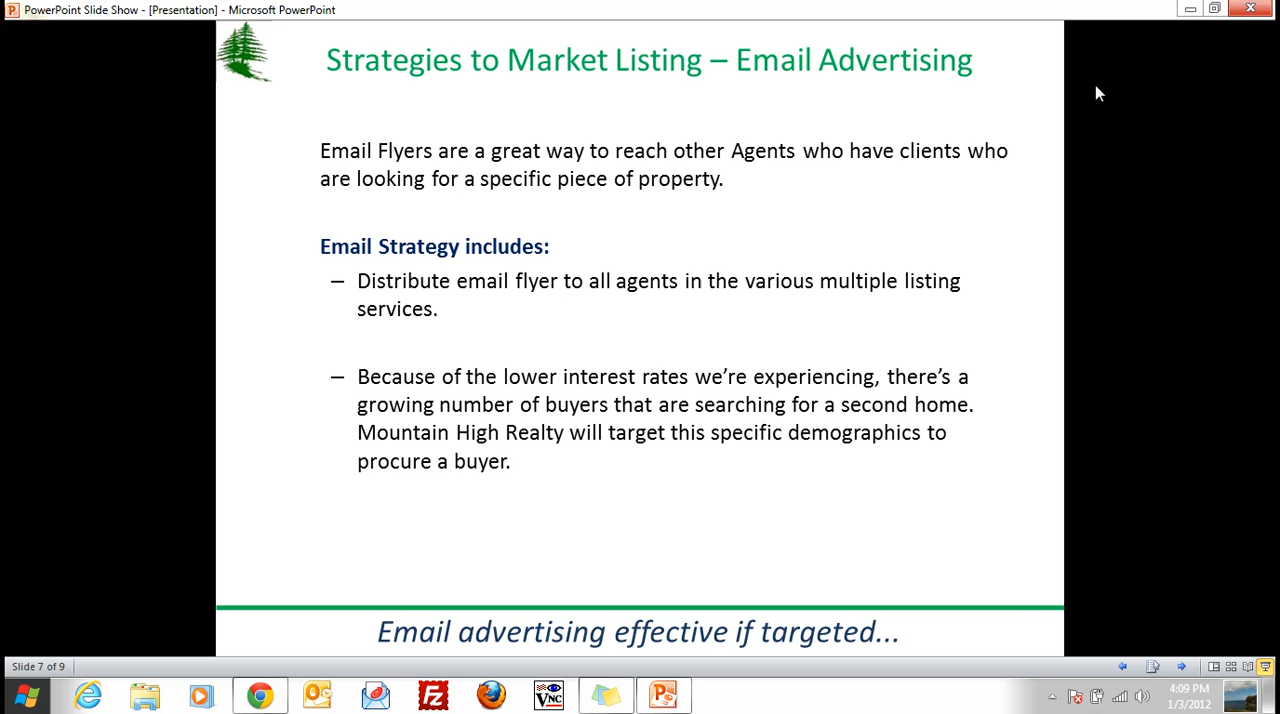 PowerPoint Slide Show - [Presentation] - Microsoft PowerPoint
Strategies to Market Listing – Email Advertising
Email Flyers are a great way to reach other Agents who have clients who
are looking for a specific piece of property.
Email Strategy includes:
– Distribute email flyer to all agents in the various multiple listing
services.
– Because of the lower interest rates we’re experiencing, there’s a
growing number of buyers that are searching for a second home.
Mountain High Realty will target this specific demographics to
procure a buyer.
Email advertising effective if targeted...
Slide 7 of 9
VNC
4:09 PM
1/3/2012